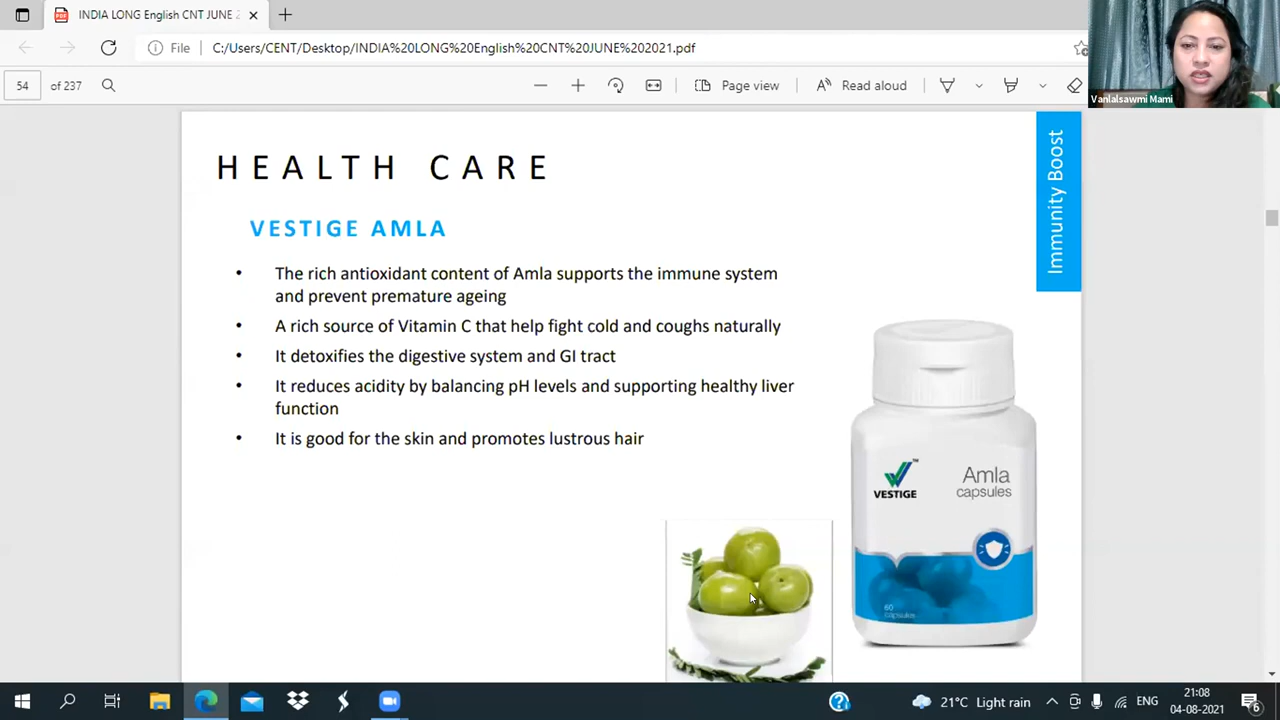 INDIA LONG English CNT JUNE 2
File C:/Users/CENT/Desktop/INDIA%20LONG%20English%20CNT%20JUNE%202021.pdf
54 of 237 Page view Read aloud
Vanlalsawmi Mami
HEALTH CARE
Immunity Boost
VESTIGE AMLA
• The rich antioxidant content of Amla supports the immune system
and prevent premature ageing
• A rich source of Vitamin C that help fight cold and coughs naturally
• It detoxifies the digestive system and GI tract
• It reduces acidity by balancing pH levels and supporting healthy liver
function
• It is good for the skin and promotes lustrous hair
VESTIGE™
Amla
capsules
60
capsules
21°C Light rain ENG 21:08
04-08-2021 6